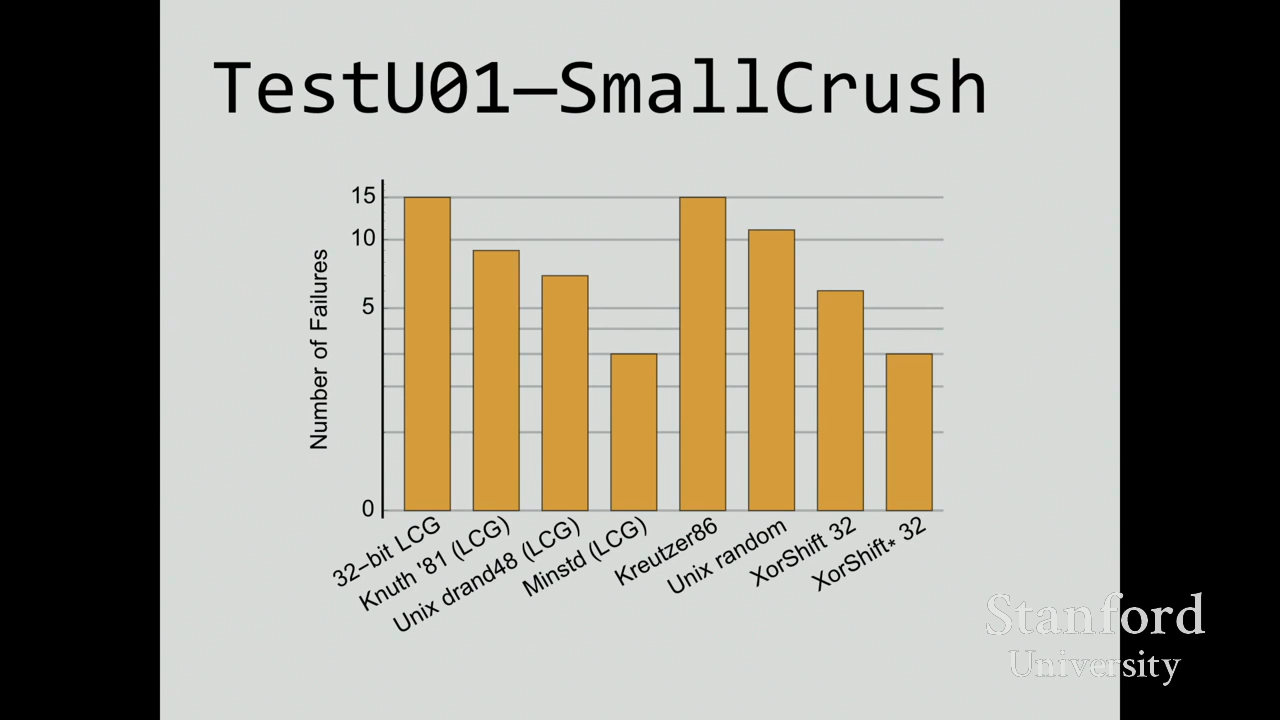 TestU01—SmallCrush
15
10
5
0
Number of Failures
32–bit LCG
Knuth '81 (LCG)
Unix drand48 (LCG)
Minstd (LCG)
Kreutzer86
Unix random
XorShift 32
XorShift* 32
Stanford
University